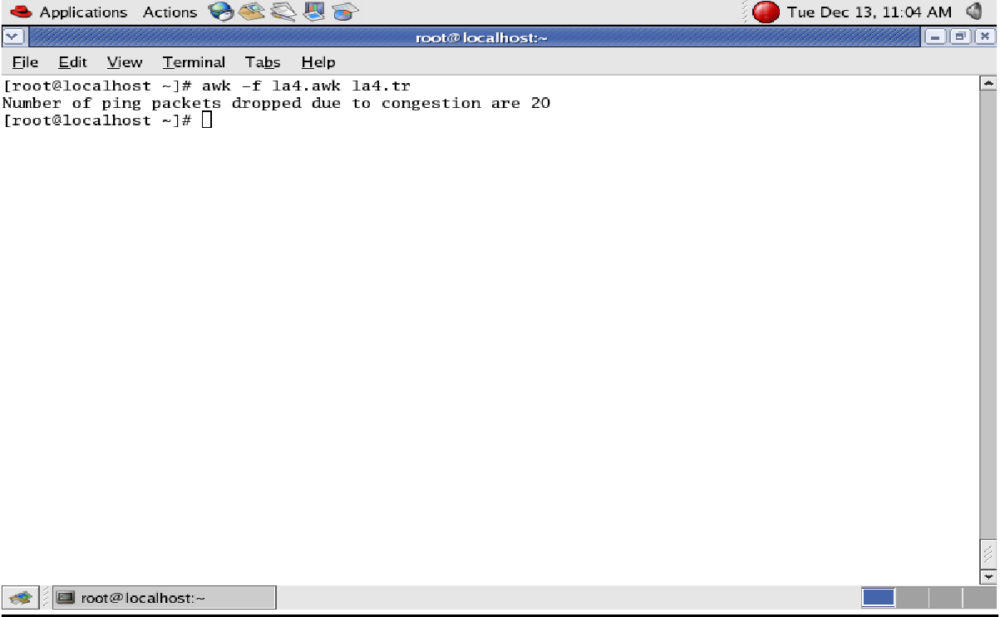 Applications Actions Tue Dec 13, 11:04 AM
root@localhost:~
File Edit View Terminal Tabs Help
[root@localhost ~]# awk -f la4.awk la4.tr
Number of ping packets dropped due to congestion are 20
[root@localhost ~]#
root@localhost:~